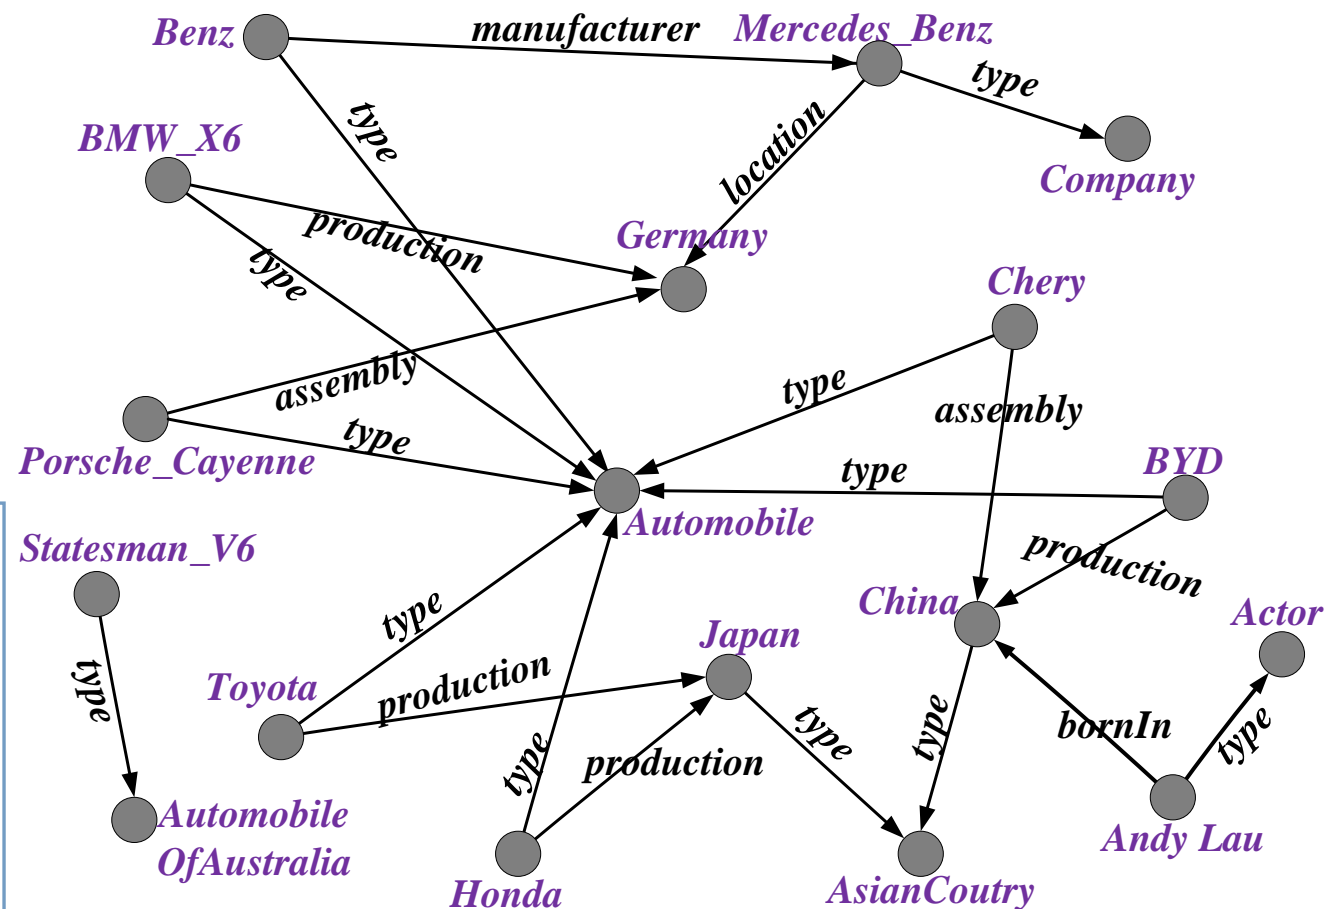 Benz
manufacturer
Mercedes_Benz
type
type
BMW_X6
location
Company
production
Germany
type
Chery
type
assembly
assembly
type
Porsche_Cayenne
type
BYD
Automobile
Statesman_V6
production
type
China
Actor
Japan
type
production
Toyota
type
type
bornIn
type
type
production
Automobile
OfAustralia
Andy Lau
Honda
AsianCoutry